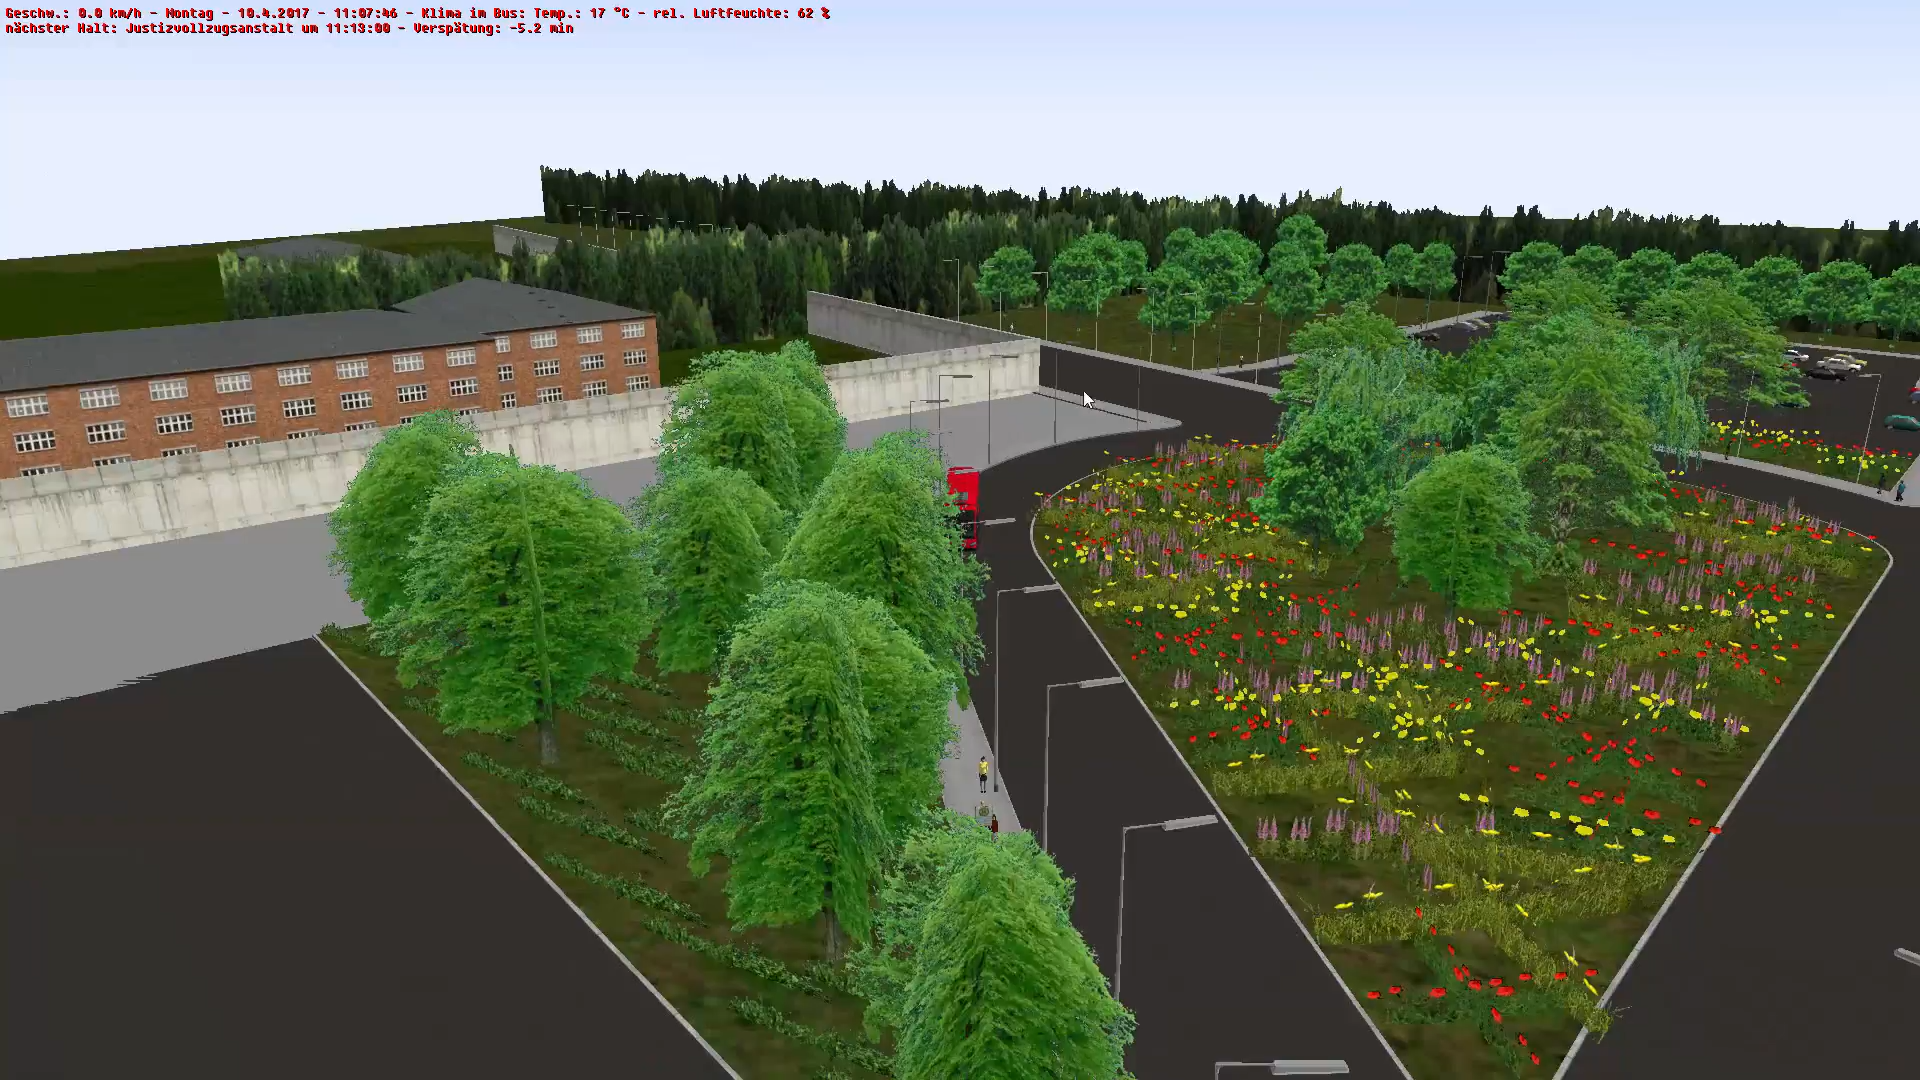 Geschw.: 0.0 km/h - Montag - 10.4.2017 - 11:07:46 - Klima im Bus: Temp.: 17 °C - rel. Luftfeuchte: 62 %
nächster Halt: Justizvollzugsanstalt um 11:13:00 - Verspätung: -5.2 min